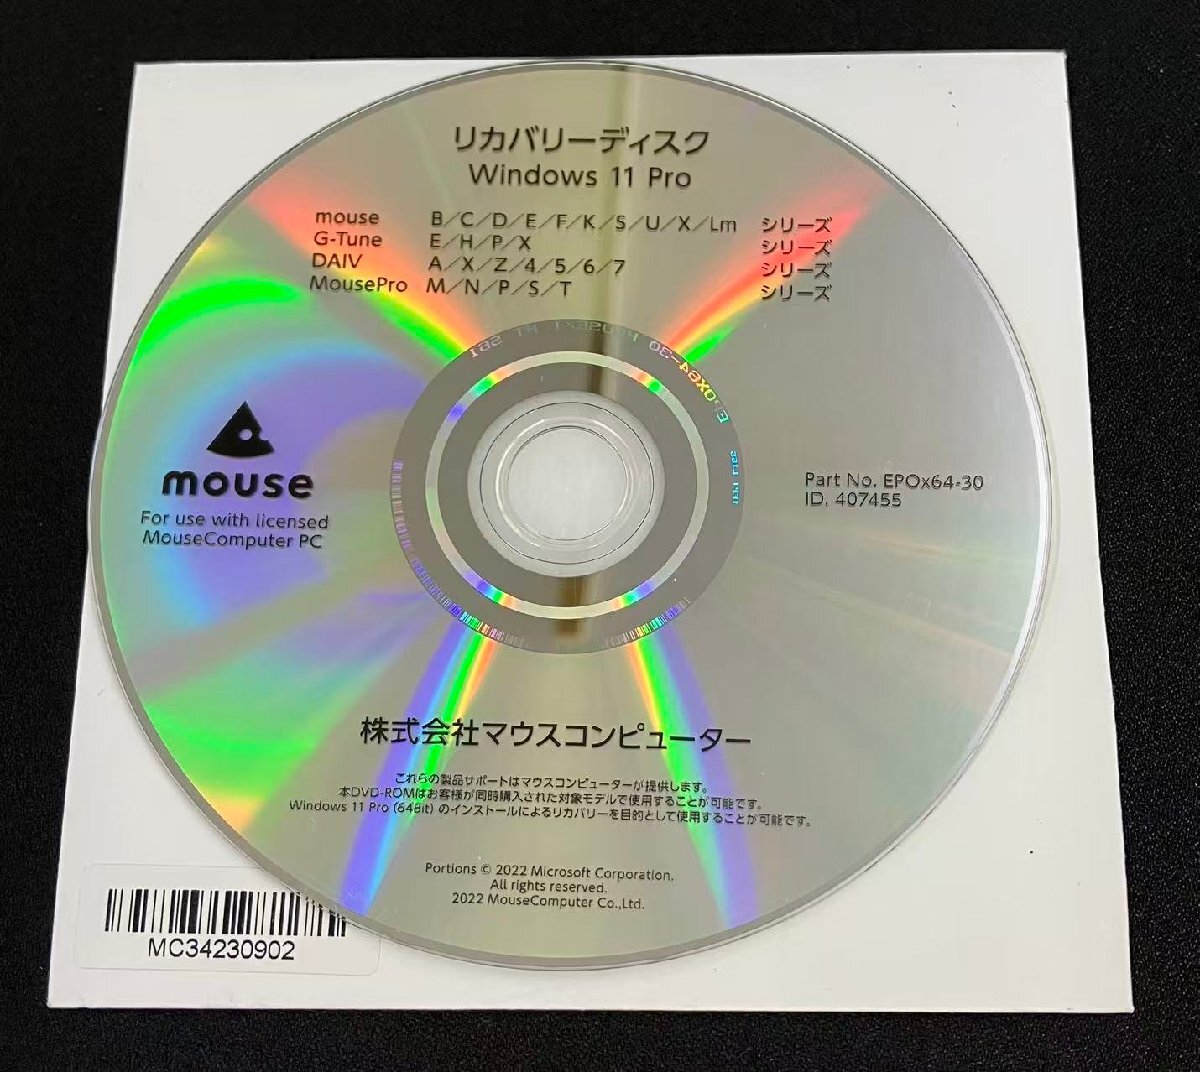 リカバリーディスク
Windows 11 Pro
mouse B/C/D/E/F/K/S/U/X/Lm シリーズ
G-Tune E/H/P/X シリーズ
DAIV A/X/Z/4/5/6/7 シリーズ
MousePro M/N/P/S/T シリーズ
mouse
For use with licensed
MouseComputer PC
Part No. EPOx64-30
ID. 407455
株式会社マウスコンピューター
これらの製品サポートはマウスコンピューターが提供します。
本DVD-ROMはお客様が同時購入された対象モデルで使用することが可能です。
Windows 11 Pro (64Bit) のインストールによるリカバリーを目的として使用することが可能です。
Portions © 2022 Microsoft Corporation.
All rights reserved.
2022 MouseComputer Co.,Ltd.
MC34230902